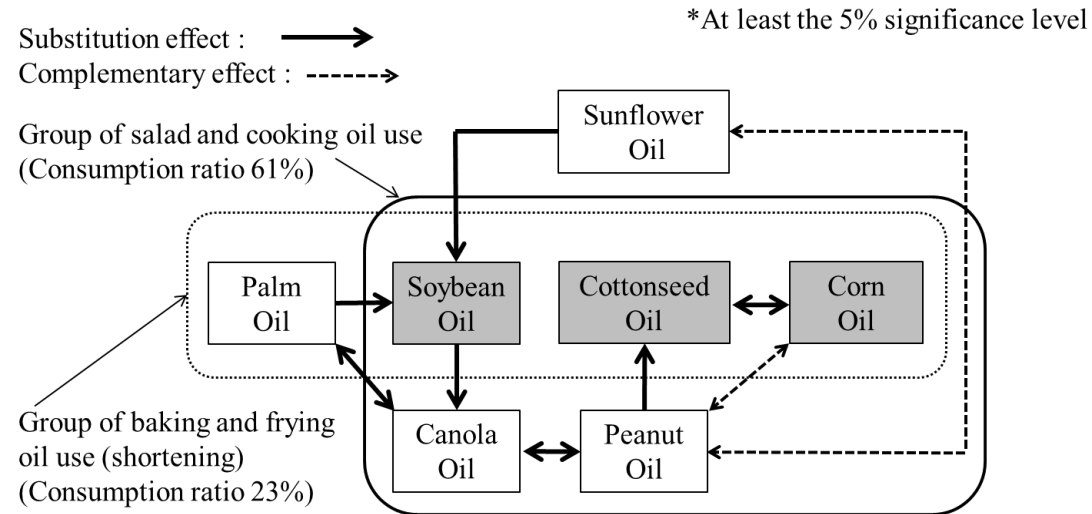 *At least the 5% significance level
Substitution effect :
Complementary effect :
Group of salad and cooking oil use
(Consumption ratio 61%)
Sunflower
Oil
Palm
Oil
Soybean
Oil
Cottonseed
Oil
Corn
Oil
Group of baking and frying
oil use (shortening)
(Consumption ratio 23%)
Canola
Oil
Peanut
Oil